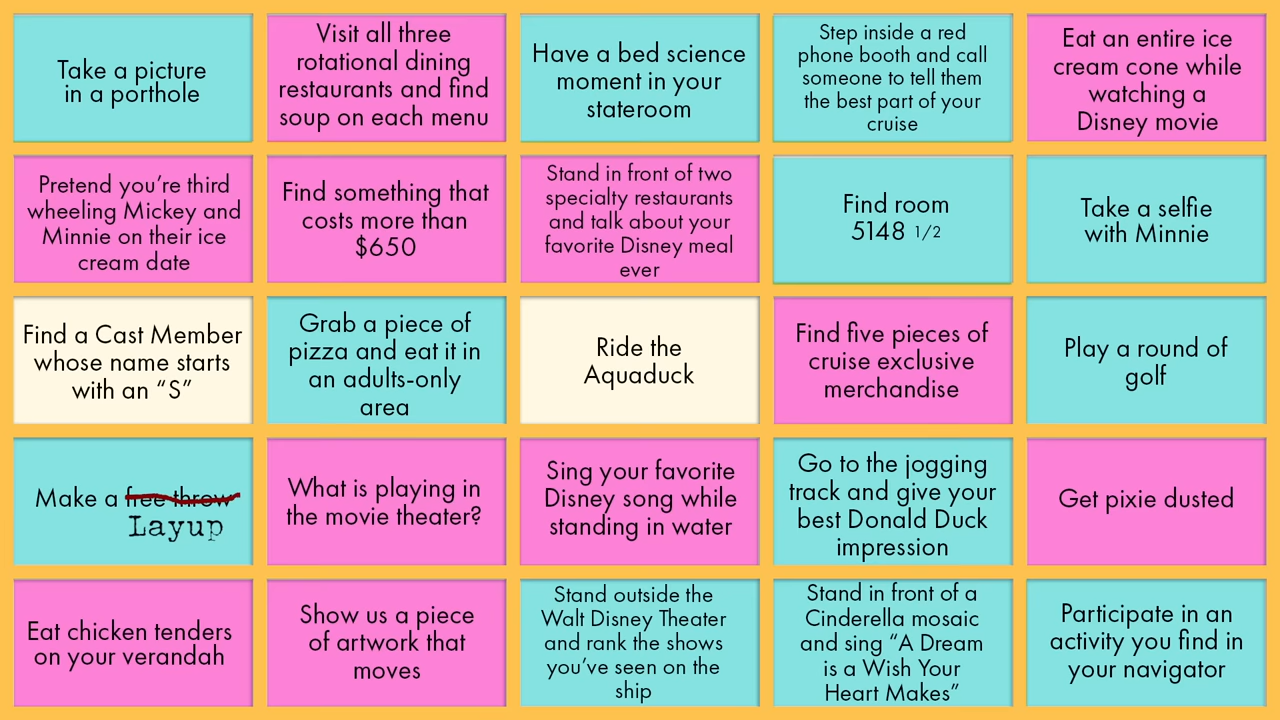 Take a picture
in a porthole
Visit all three
rotational dining
restaurants and find
soup on each menu
Have a bed science
moment in your
stateroom
Step inside a red
phone booth and call
someone to tell them
the best part of your
cruise
Eat an entire ice
cream cone while
watching a
Disney movie
Pretend you’re third
wheeling Mickey and
Minnie on their ice
cream date
Find something that
costs more than
$650
Stand in front of two
specialty restaurants
and talk about your
favorite Disney meal
ever
Find room
5148 1/2
Take a selfie
with Minnie
Find a Cast Member
whose name starts
with an “S”
Grab a piece of
pizza and eat it in
an adults-only
area
Ride the
Aquaduck
Find five pieces of
cruise exclusive
merchandise
Play a round of
golf
Make a free throw
Layup
What is playing in
the movie theater?
Sing your favorite
Disney song while
standing in water
Go to the jogging
track and give your
best Donald Duck
impression
Get pixie dusted
Eat chicken tenders
on your verandah
Show us a piece
of artwork that
moves
Stand outside the
Walt Disney Theater
and rank the shows
you’ve seen on the
ship
Stand in front of a
Cinderella mosaic
and sing “A Dream
is a Wish Your
Heart Makes”
Participate in an
activity you find in
your navigator